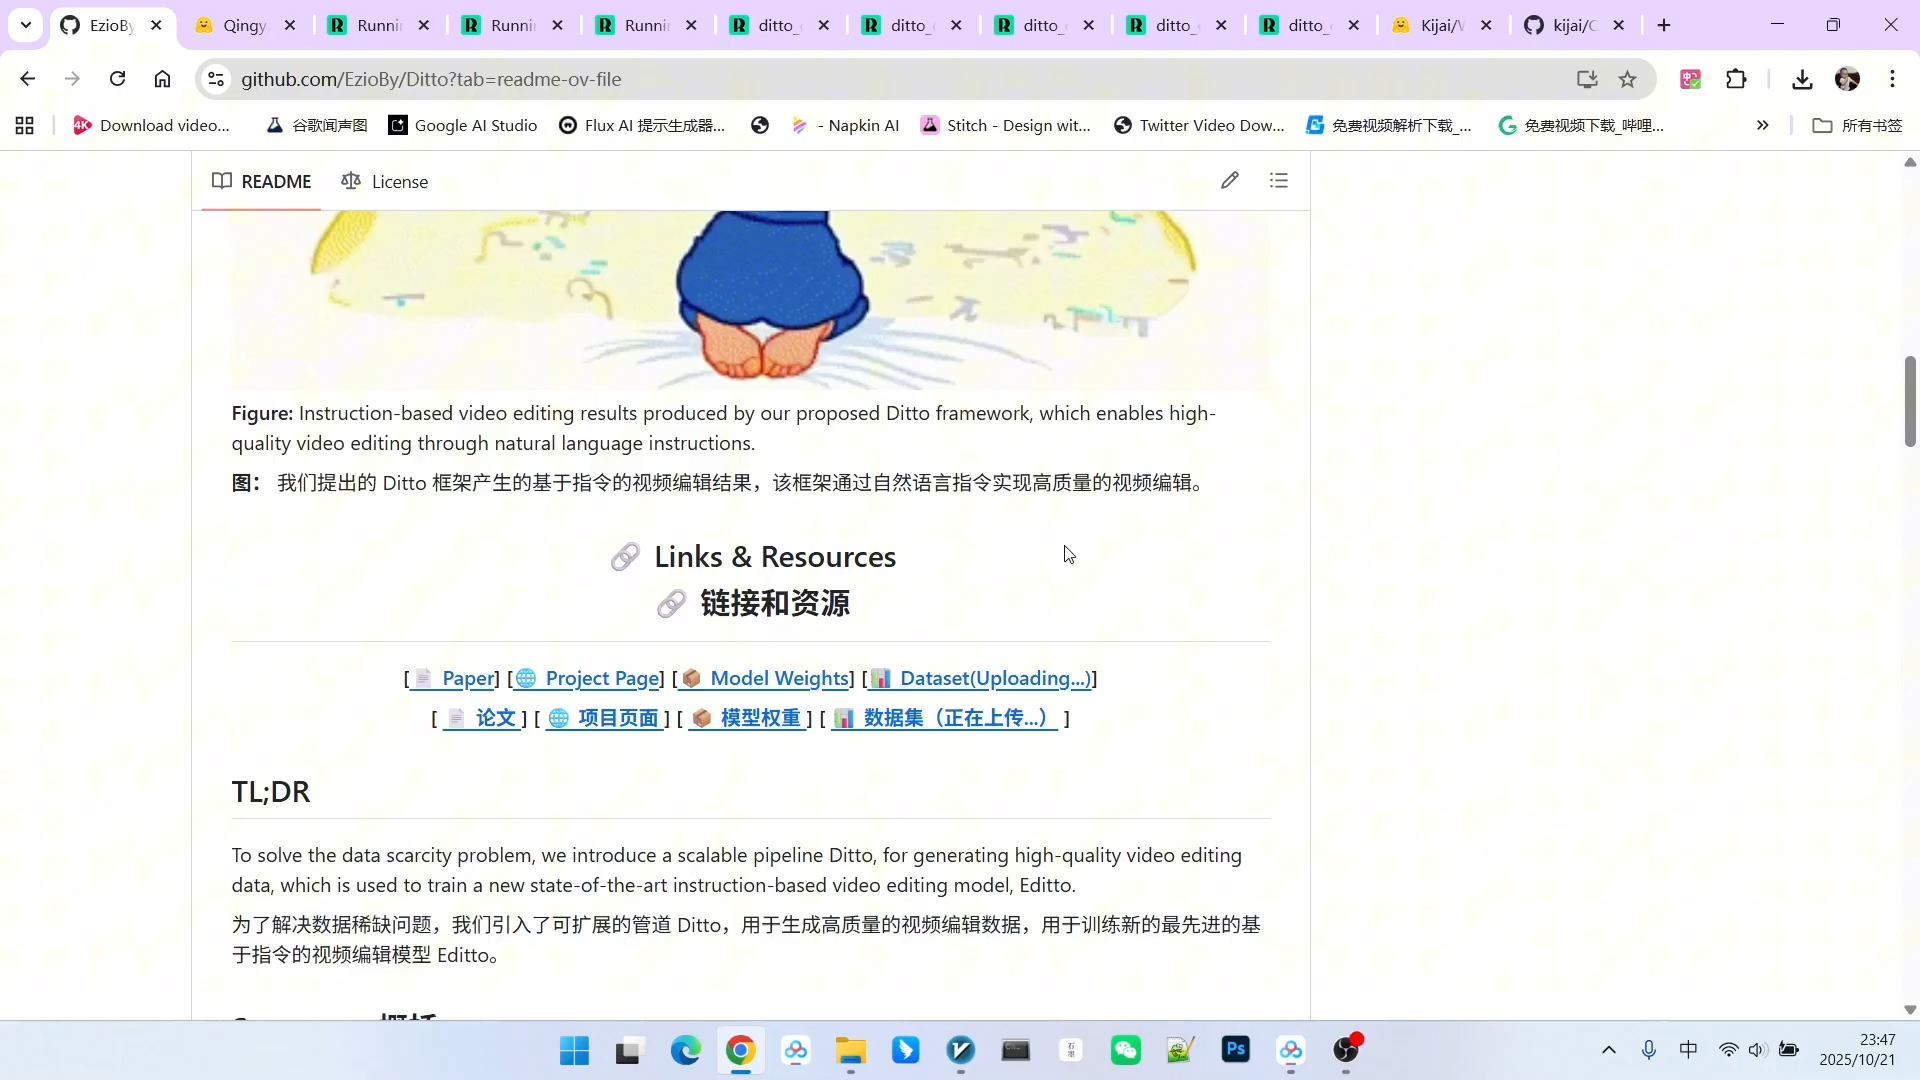 EzioBy
Qingy
Runnin
Runnin
Runnin
ditto_
ditto_
ditto_
ditto_
ditto_
Kijai/
kijai/
github.com/EzioBy/Ditto?tab=readme-ov-file
Download video...
谷歌闻声图
Google AI Studio
Flux AI 提示生成器...
- Napkin AI
Stitch - Design wit...
Twitter Video Dow...
免费视频解析下载_...
免费视频下载_哔哩...
所有书签
README
License
Figure: Instruction-based video editing results produced by our proposed Ditto framework, which enables high-
quality video editing through natural language instructions.
图： 我们提出的 Ditto 框架产生的基于指令的视频编辑结果，该框架通过自然语言指令实现高质量的视频编辑。
🔗 Links & Resources
🔗 链接和资源
[📄 Paper] [🌐 Project Page] [📦 Model Weights] [📊 Dataset(Uploading...)]
[ 📄 论文 ] [ 🌐 项目页面 ] [ 📦 模型权重 ] [ 📊 数据集（正在上传...） ]
TL;DR
To solve the data scarcity problem, we introduce a scalable pipeline Ditto, for generating high-quality video editing
data, which is used to train a new state-of-the-art instruction-based video editing model, Editto.
为了解决数据稀缺问题，我们引入了可扩展的管道 Ditto，用于生成高质量的视频编辑数据，用于训练新的最先进的基
于指令的视频编辑模型 Editto。
Ps
中
23:47
2025/10/21